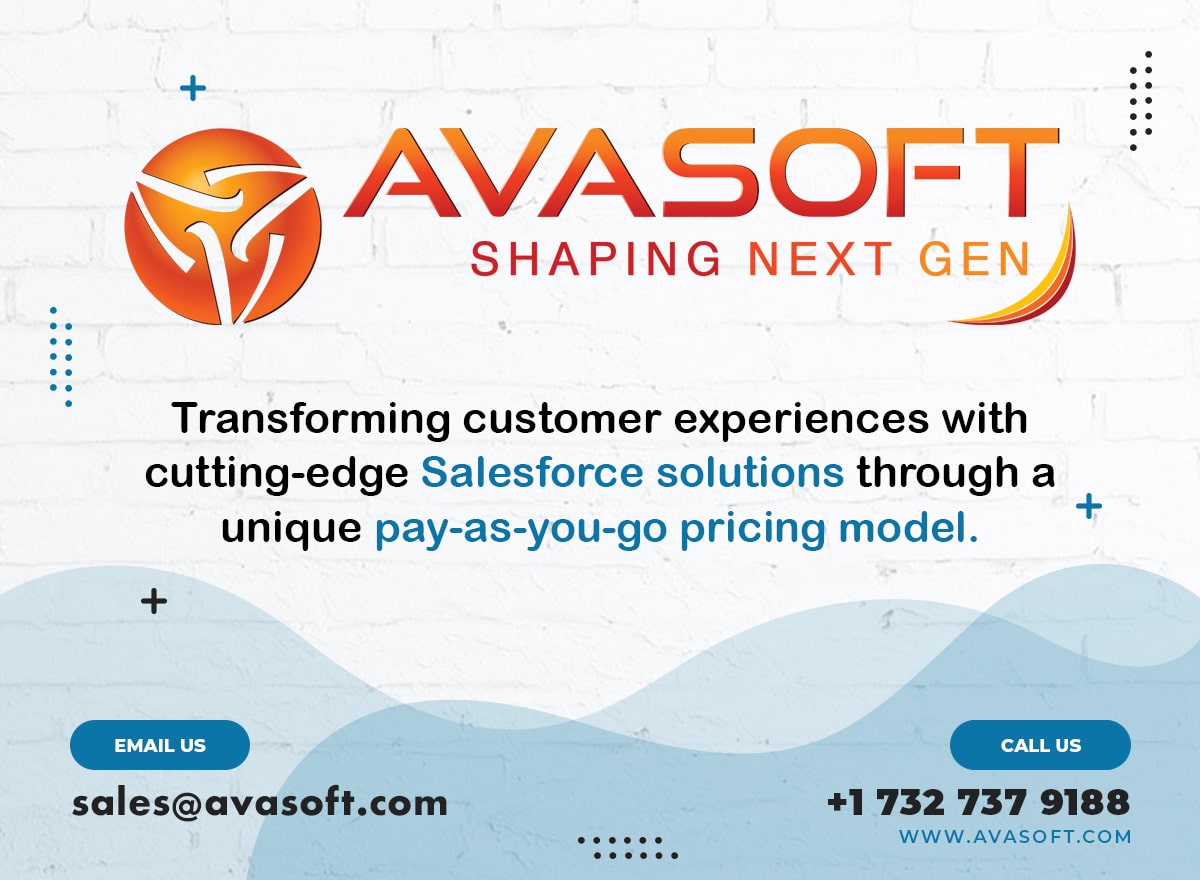 AVASOFT
SHAPING NEXT GEN
Transforming customer experiences with
cutting-edge Salesforce solutions through a
unique pay-as-you-go pricing model.
EMAIL US
sales@avasoft.com
CALL US
+1 732 737 9188
WWW.AVASOFT.COM